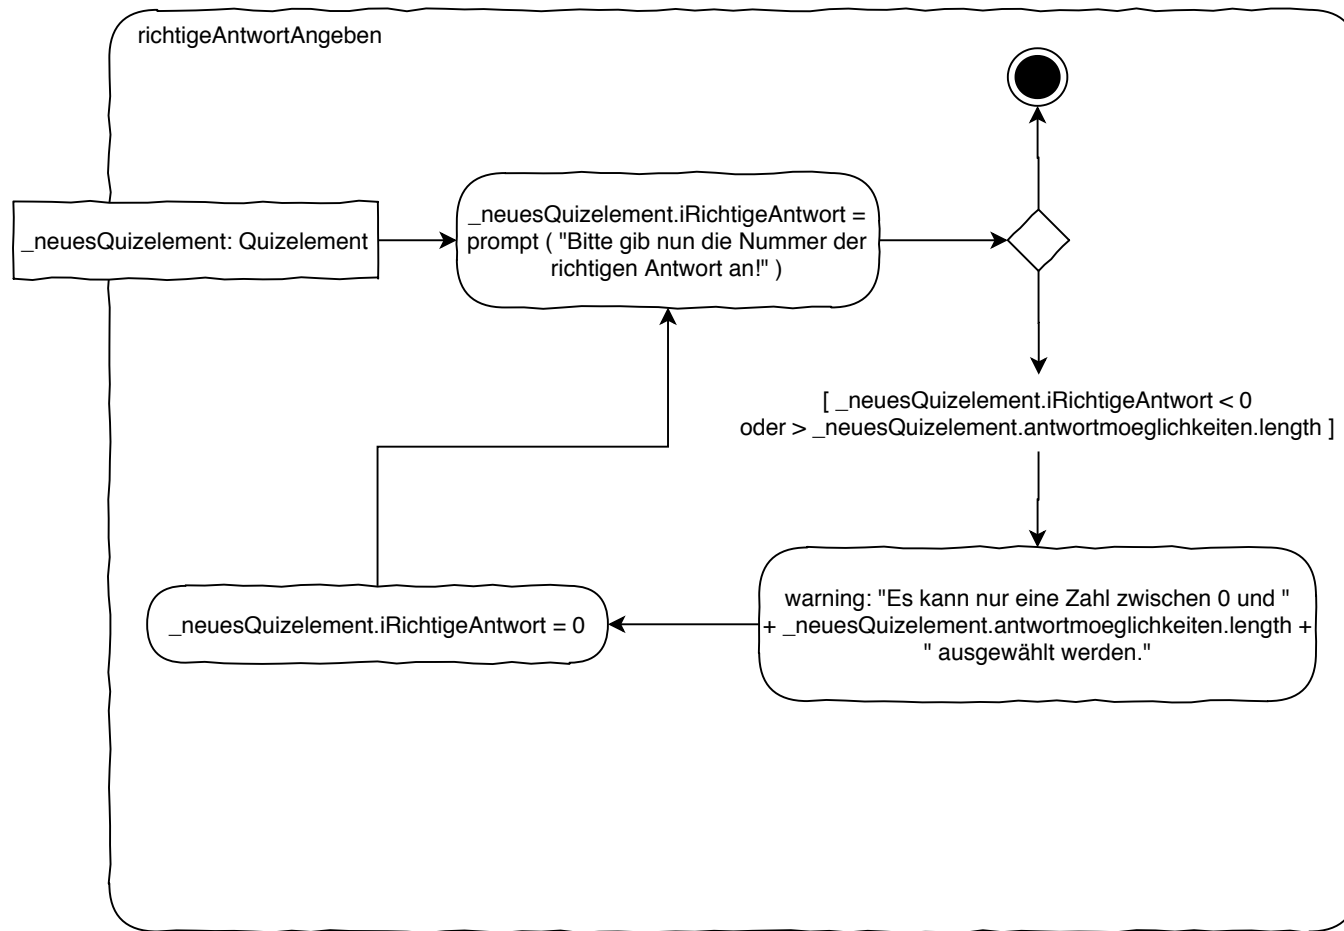 richtigeAntwortAngeben
_neuesQuizelement: Quizelement
_neuesQuizelement.iRichtigeAntwort =
prompt ( "Bitte gib nun die Nummer der
richtigen Antwort an!" )
[ _neuesQuizelement.iRichtigeAntwort < 0
oder > _neuesQuizelement.antwortmoeglichkeiten.length ]
warning: "Es kann nur eine Zahl zwischen 0 und "
+ _neuesQuizelement.antwortmoeglichkeiten.length +
" ausgewählt werden."
_neuesQuizelement.iRichtigeAntwort = 0